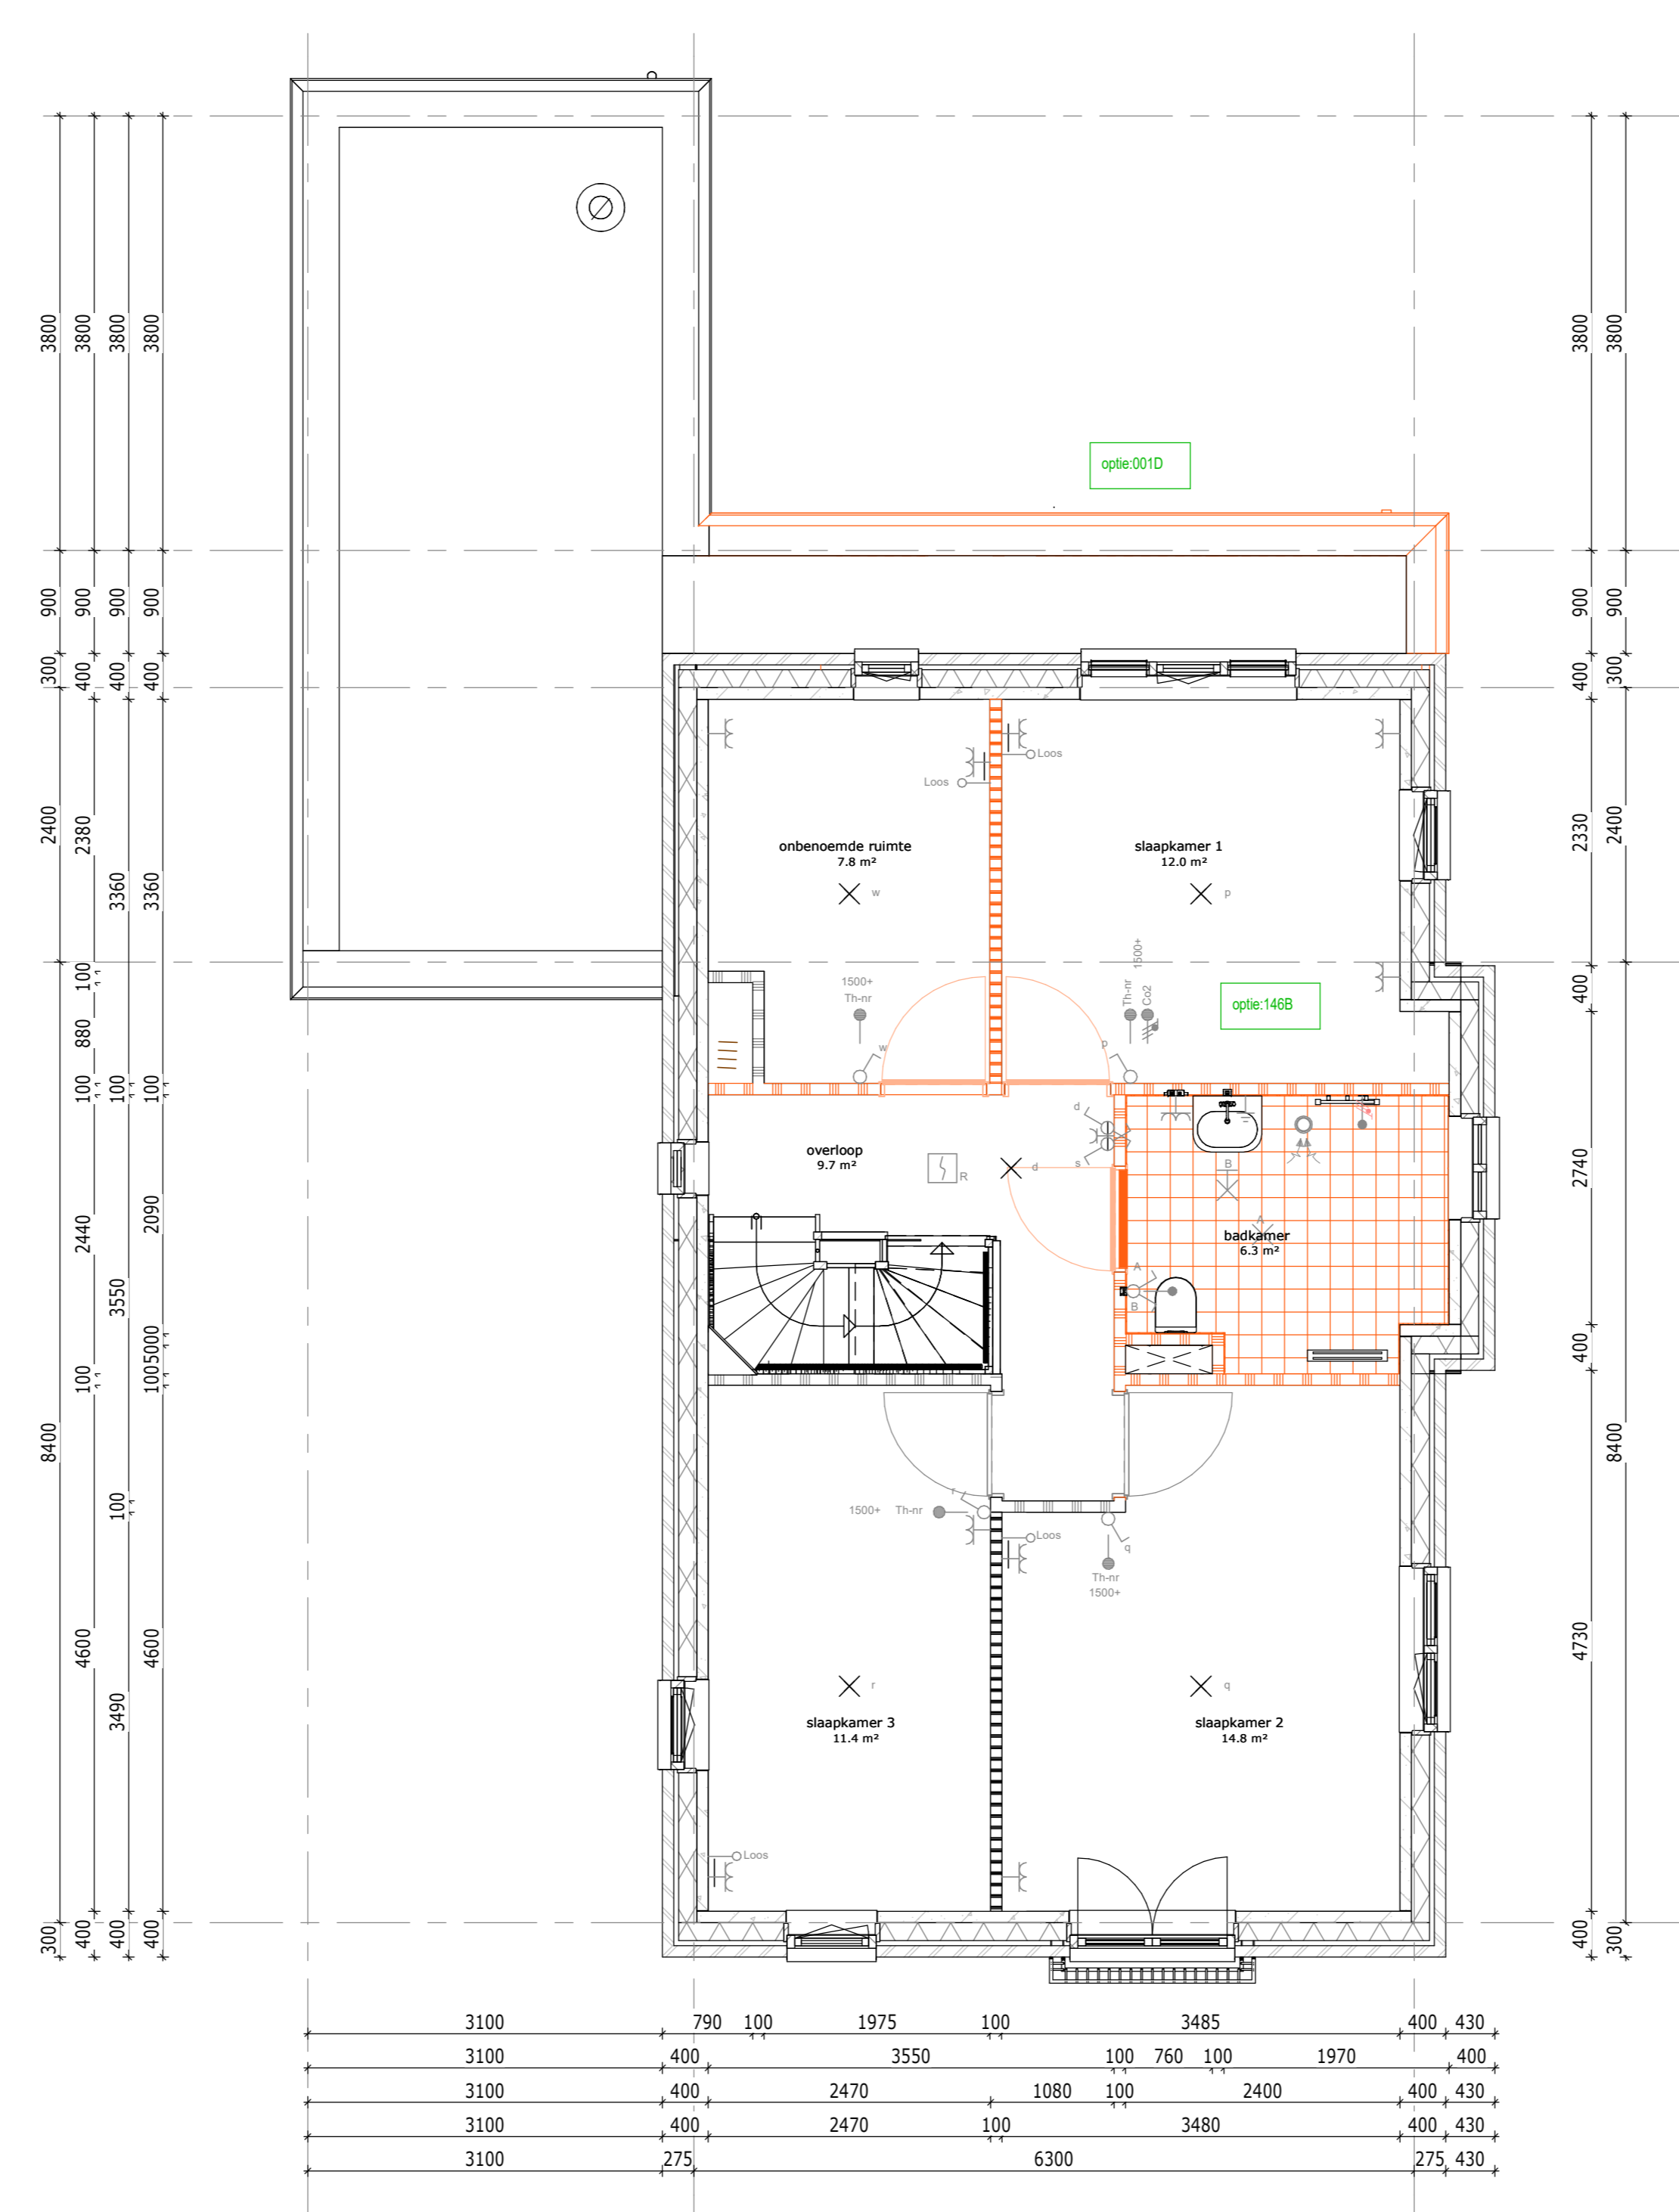 optie:001D
3800
3800
3800
3800
3800
3800
900
900
900
900
900
900
300
400
400
400
400
300
Loos
Loos
2400
2380
3360
3360
2330
2400
onbenoemde ruimte
7.8 m²
w
slaapkamer 1
12.0 m²
p
1500+
Th-nr
w
1500+
Th-nr
Co2
p
optie:146B
100
880
100
100
100
400
overloop
9.7 m²
R
d
d
s
B
A
badkamer
6.3 m²
A
B
2440
3550
2090
2740
100
1005000
400
8400
8400
100
1500+
Th-nr
r
Loos
q
Th-nr
1500+
4600
3490
4600
4730
r
slaapkamer 3
11.4 m²
q
slaapkamer 2
14.8 m²
Loos
300
400
400
400
400
300
3100 790 100 1975 100 3485 400 430
3100 400 3550 100 760 100 1970 400
3100 400 2470 1080 100 2400 400 430
3100 400 2470 100 3480 400 430
3100 275 6300 275 430